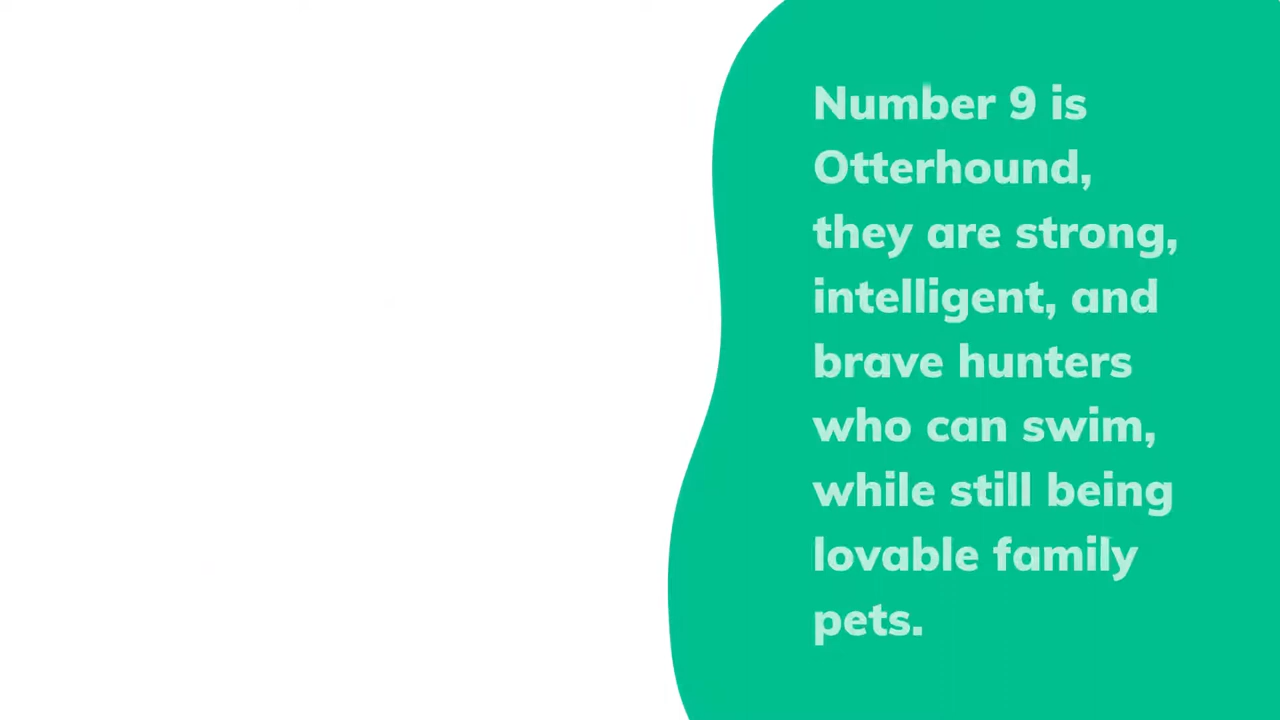 Number 9 is
Otterhound,
they are strong,
intelligent, and
brave hunters
who can swim,
while still being
lovable family
pets.